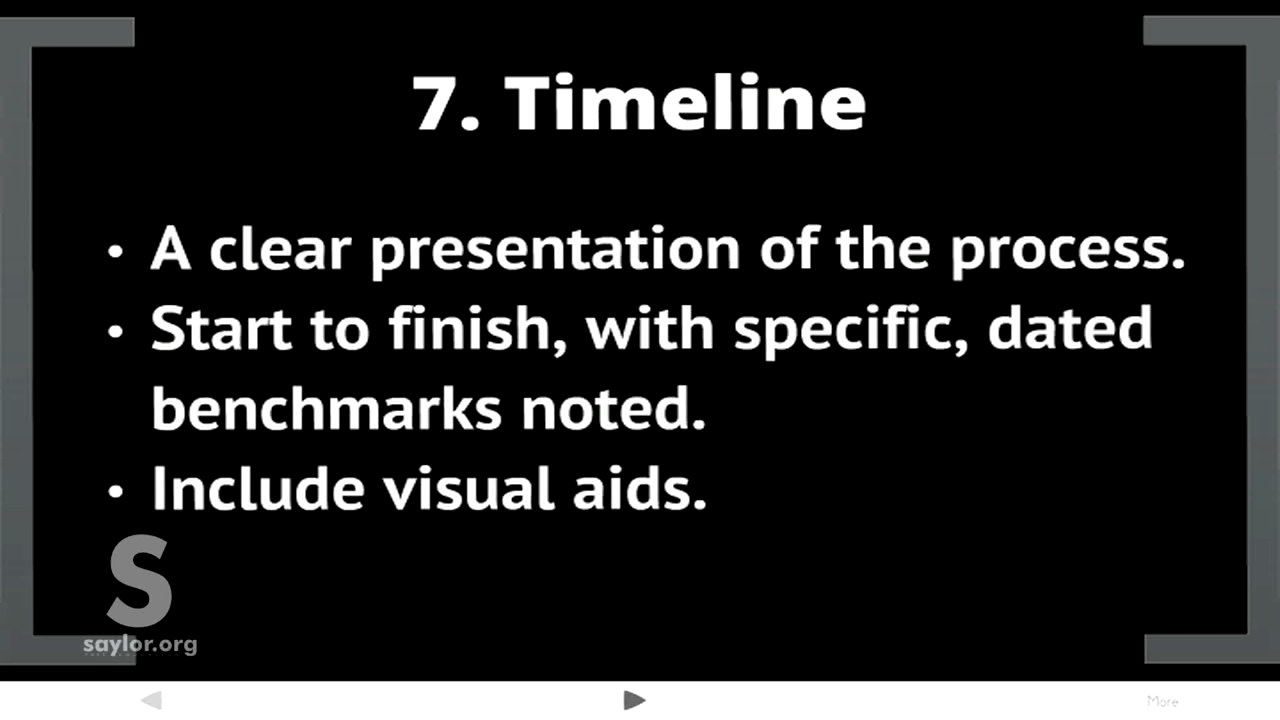 7. Timeline
• A clear presentation of the process.
• Start to finish, with specific, dated
benchmarks noted.
• Include visual aids.
S
saylor.org
More